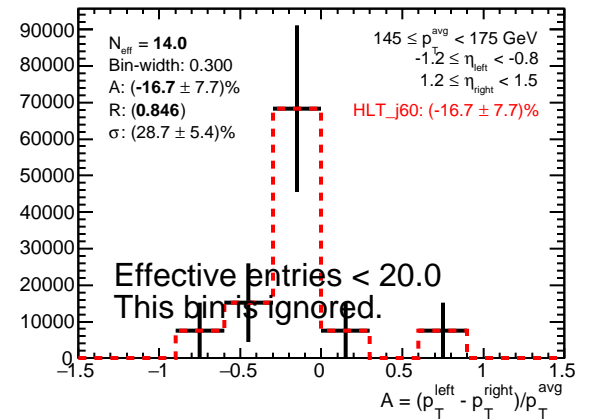 N_eff = 14.0
Bin-width: 0.300
A: (-16.7 ± 7.7)%
R: (0.846)
σ: (28.7 ± 5.4)%
145 ≤ p_T^avg < 175 GeV
-1.2 ≤ η_left < -0.8
1.2 ≤ η_right < 1.5
HLT_j60: (-16.7 ± 7.7)%
Effective entries < 20.0
This bin is ignored.
90000
80000
70000
60000
50000
40000
30000
20000
10000
0
−1.5 −1 −0.5 0 0.5 1 1.5
A = (p_T^left - p_T^right)/p_T^avg